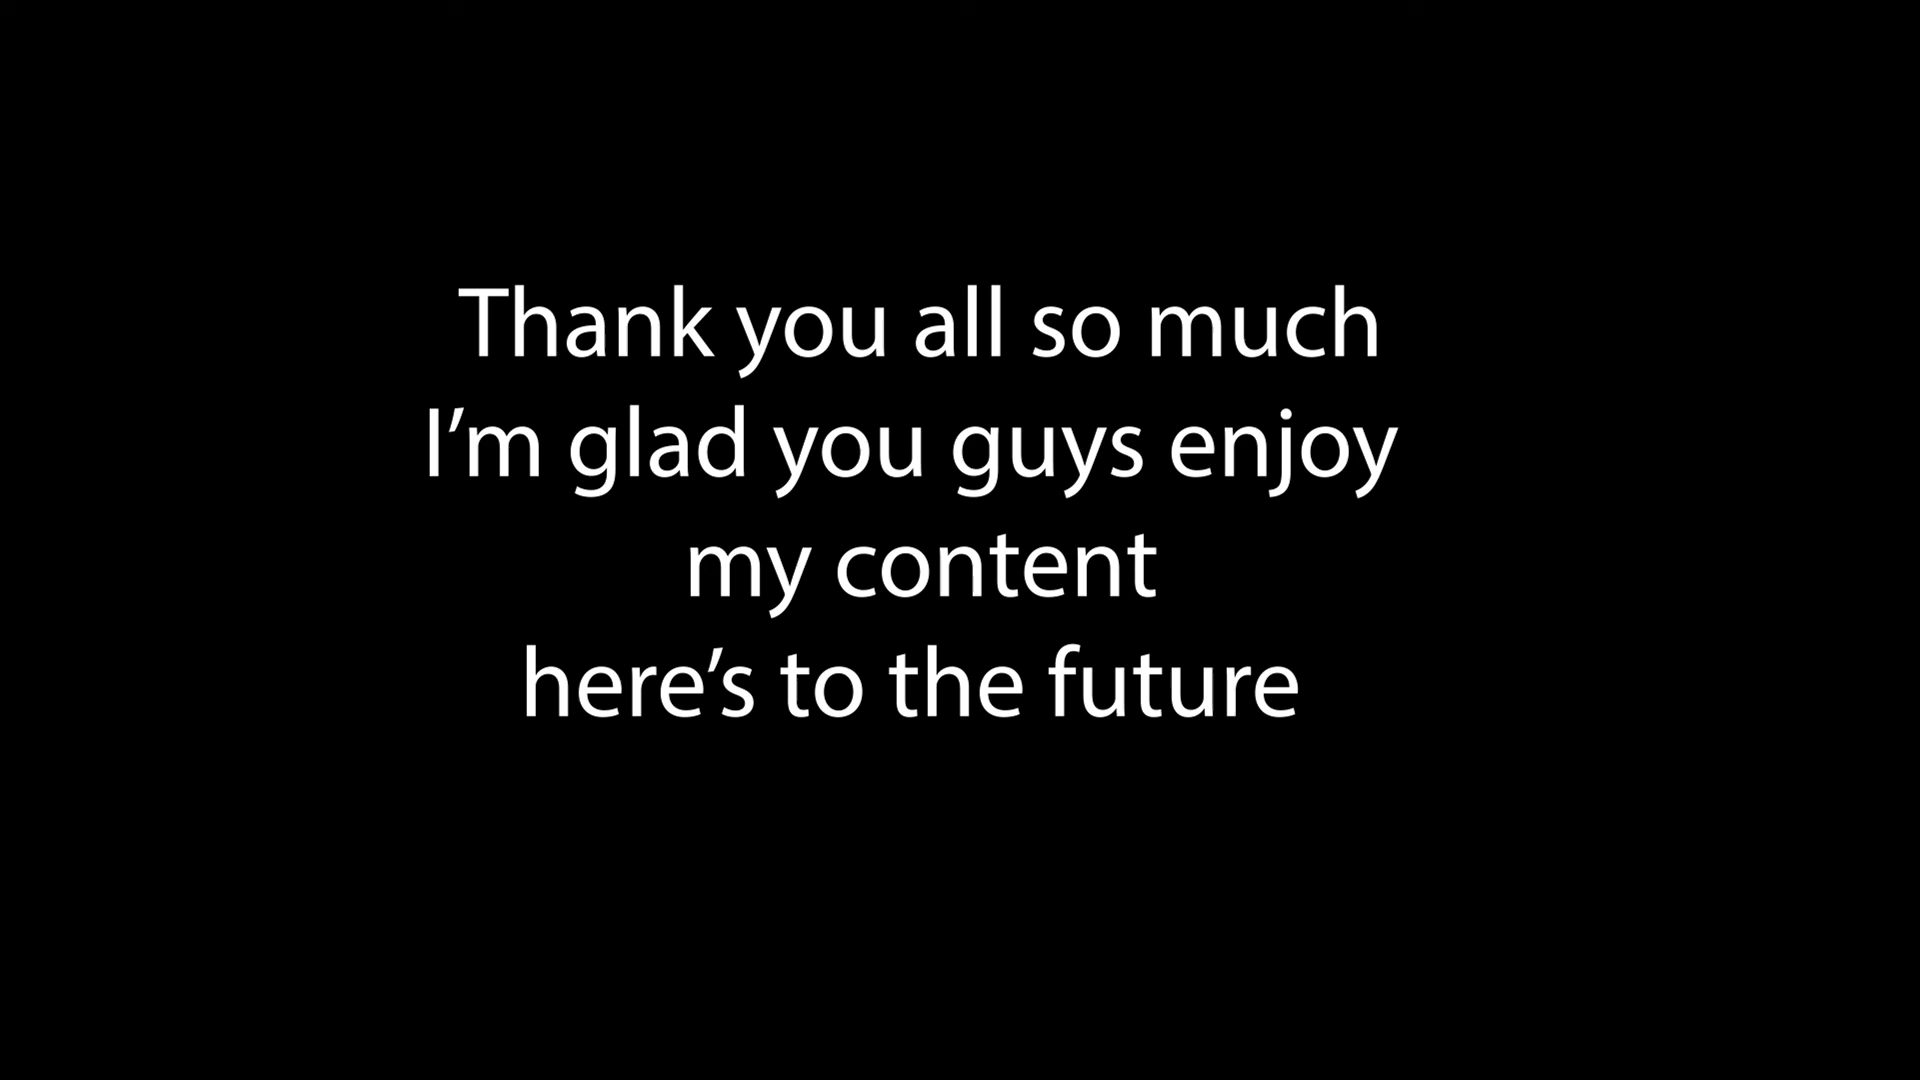 Thank you all so much
I’m glad you guys enjoy
my content
here’s to the future